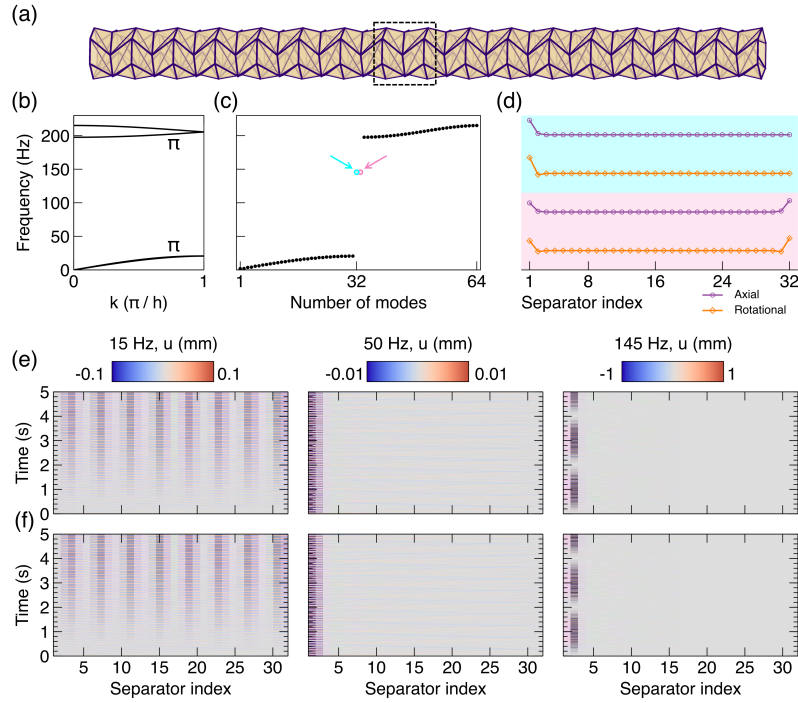 (a)
(b)
(c)
(d)
Frequency (Hz)
200
150
100
50
0
π
π
0
1
k (π / h)
1
32
64
Number of modes
1
8
16
24
32
Separator index
Axial
Rotational
(e)
15 Hz, u (mm)
-0.1
0.1
50 Hz, u (mm)
-0.01
0.01
145 Hz, u (mm)
-1
1
Time (s)
5
4
3
2
1
0
(f)
Time (s)
5
4
3
2
1
0
5
10
15
20
25
30
Separator index
5
10
15
20
25
30
Separator index
5
10
15
20
25
30
Separator index